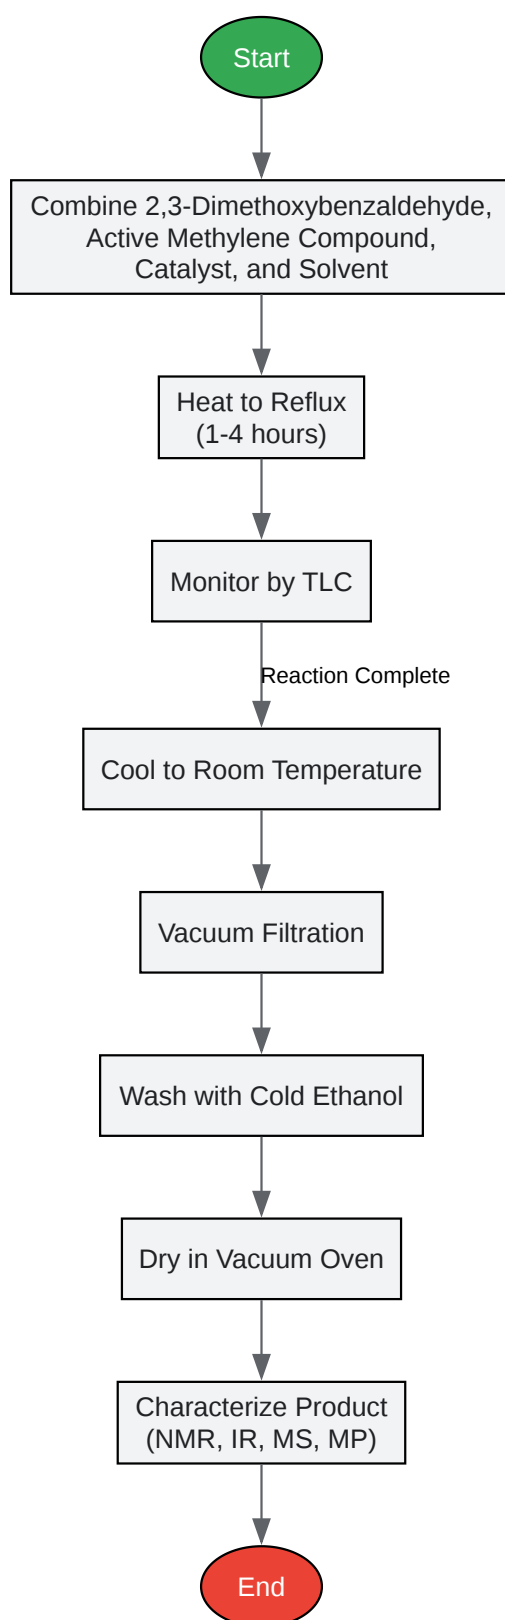 Start
Combine 2,3-Dimethoxybenzaldehyde,
Active Methylene Compound,
Catalyst, and Solvent
Heat to Reflux
(1-4 hours)
Monitor by TLC
Reaction Complete
Cool to Room Temperature
Vacuum Filtration
Wash with Cold Ethanol
Dry in Vacuum Oven
Characterize Product
(NMR, IR, MS, MP)
End